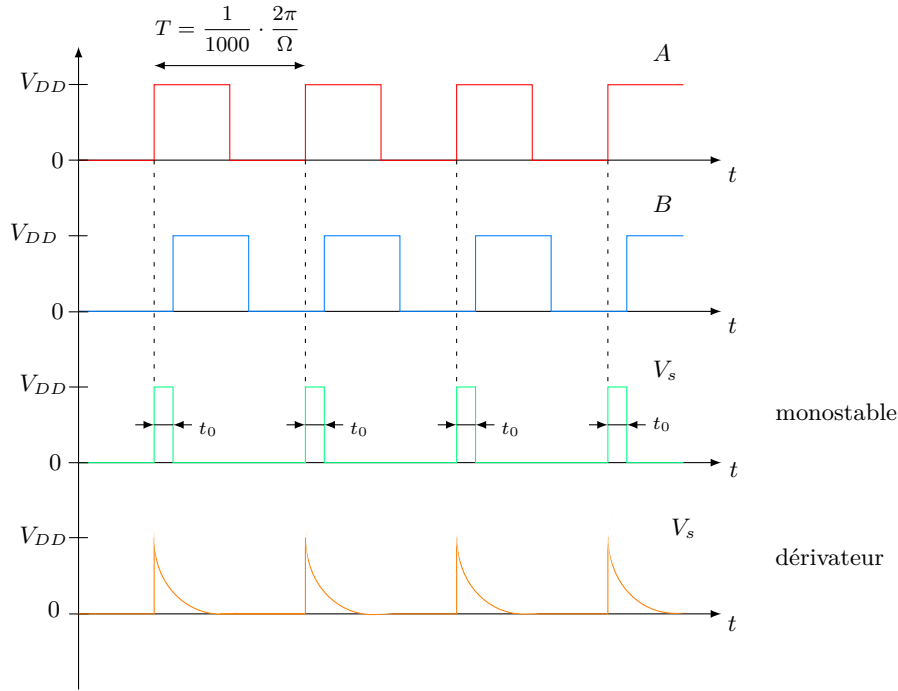 T = 1/1000 · 2π/Ω
A
V_DD
0
t
B
V_DD
0
t
V_s
V_DD
t_0 t_0 t_0 t_0
monostable
0
t
V_s
V_DD
dérivateur
0
t